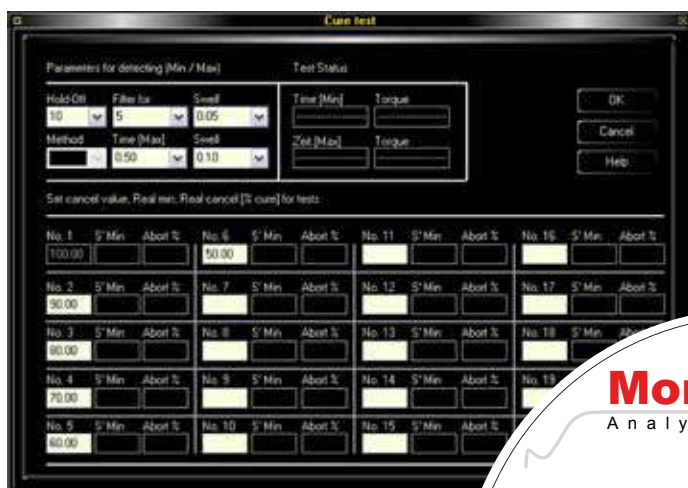 Cure test
Parameters for detecting (Min / Max)
Test Status
Hold-Off Filter for Swell
10 5 0.05
Time [Min] Torque
OK
Method Time [Max] Swell
0.50 0.10
Zeit [Max] Torque
Cancel
Help
Set cancel value, Real min, Real cancel [% cure] for tests
No. 1 S' Min Abort % No. 6 S' Min Abort % No. 11 S' Min Abort % No. 16 S' Min Abort %
100.00 50.00
No. 2 S' Min Abort % No. 7 S' Min Abort % No. 12 S' Min Abort % No. 17 S' Min Abort %
90.00
No. 3 S' Min Abort % No. 8 S' Min Abort % No. 13 S' Min Abort % No. 18 S' Min
80.00
No. 4 S' Min Abort % No. 9 S' Min Abort % No. 14 S' Min Abort % No. 19
70.00
No. 5 S' Min Abort % No. 10 S' Min Abort % No. 15 S' Min Abort %
60.00
Mon
Analy